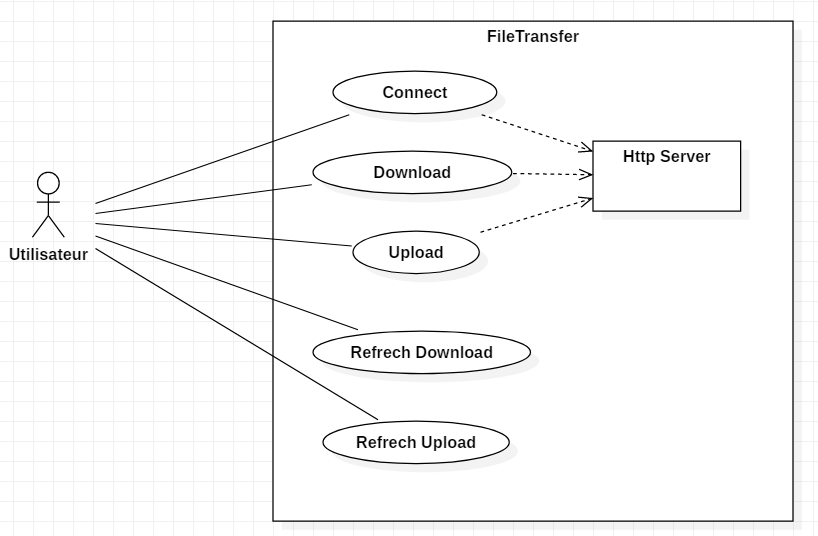 FileTransfer
Connect
Http Server
Download
Utilisateur
Upload
Refrech Download
Refrech Upload